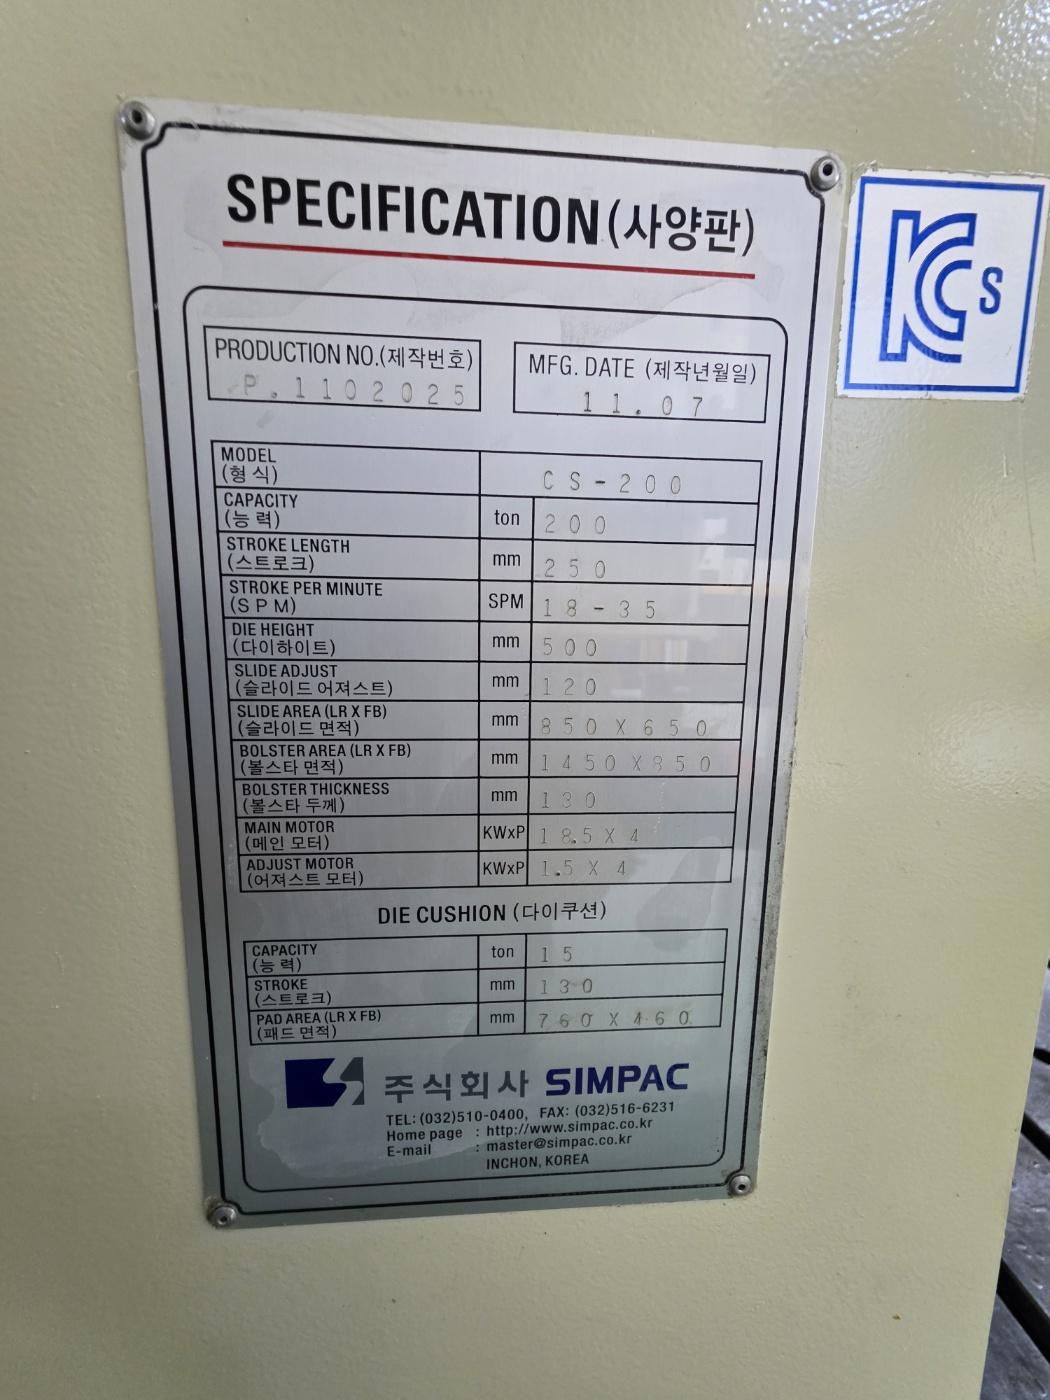 SPECIFICATION(사양판)
PRODUCTION NO.(제작번호)
P.1102025
MFG. DATE (제작년월일)
11.07
MODEL
(형 식)
CS-200
CAPACITY
(능 력)
ton
200
STROKE LENGTH
(스트로크)
mm
250
STROKE PER MINUTE
(S P M)
SPM
18-35
DIE HEIGHT
(다이하이트)
mm
500
SLIDE ADJUST
(슬라이드 어져스트)
mm
120
SLIDE AREA (LR X FB)
(슬라이드 면적)
mm
850 X 650
BOLSTER AREA (LR X FB)
(볼스타 면적)
mm
1450X850
BOLSTER THICKNESS
(볼스타 두께)
mm
130
MAIN MOTOR
(메인 모터)
KWxP
18.5 X 4
ADJUST MOTOR
(어져스트 모터)
KWxP
1.5 X 4
DIE CUSHION (다이쿠션)
CAPACITY
(능 력)
ton
15
STROKE
(스트로크)
mm
130
PAD AREA (LR X FB)
(패드 면적)
mm
760 X 460
주식회사 SIMPAC
TEL: (032)510-0400, FAX: (032)516-6231
Home page : http://www.simpac.co.kr
E-mail : master@simpac.co.kr
INCHON, KOREA
KC S